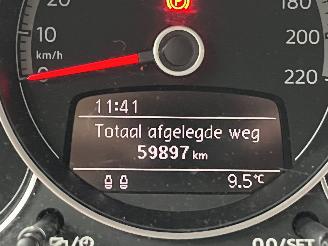 20
180
10
200
km/h
0
220
(P)
11:41
Totaal afgelegde weg
59897 km
9.5°C
0.0/SET